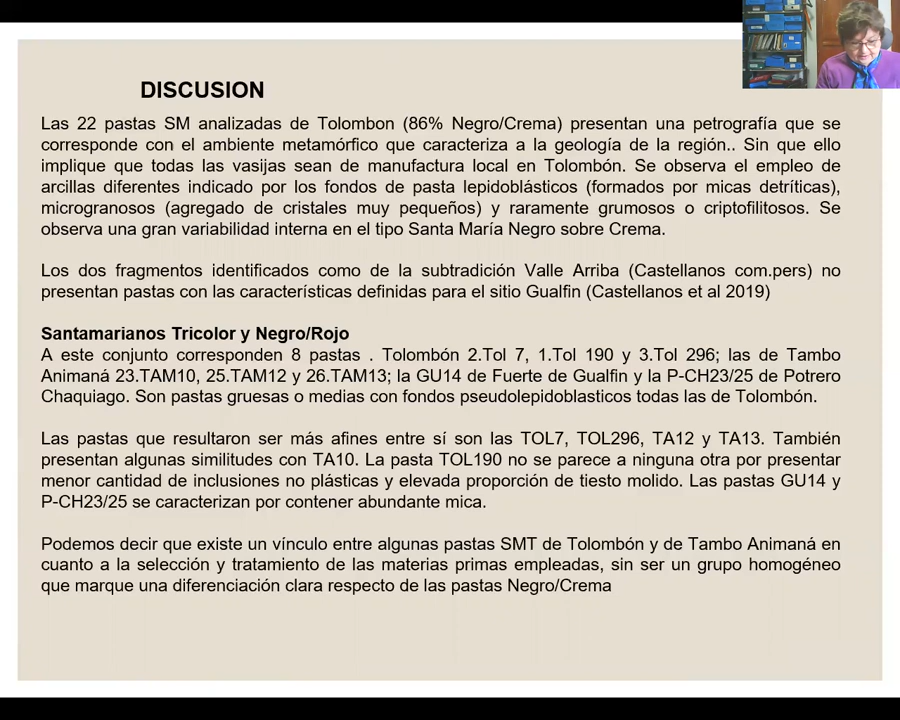 DISCUSION
Las 22 pastas SM analizadas de Tolombon (86% Negro/Crema) presentan una petrografía que se
corresponde con el ambiente metamórfico que caracteriza a la geología de la región.. Sin que ello
implique que todas las vasijas sean de manufactura local en Tolombón. Se observa el empleo de
arcillas diferentes indicado por los fondos de pasta lepidoblásticos (formados por micas detríticas),
microgranosos (agregado de cristales muy pequeños) y raramente grumosos o criptofilitosos. Se
observa una gran variabilidad interna en el tipo Santa María Negro sobre Crema.
Los dos fragmentos identificados como de la subtradición Valle Arriba (Castellanos com.pers) no
presentan pastas con las características definidas para el sitio Gualfin (Castellanos et al 2019)
Santamarianos Tricolor y Negro/Rojo
A este conjunto corresponden 8 pastas . Tolombón 2.Tol 7, 1.Tol 190 y 3.Tol 296; las de Tambo
Animaná 23.TAM10, 25.TAM12 y 26.TAM13; la GU14 de Fuerte de Gualfin y la P-CH23/25 de Potrero
Chaquiago. Son pastas gruesas o medias con fondos pseudolepidoblasticos todas las de Tolombón.
Las pastas que resultaron ser más afines entre sí son las TOL7, TOL296, TA12 y TA13. También
presentan algunas similitudes con TA10. La pasta TOL190 no se parece a ninguna otra por presentar
menor cantidad de inclusiones no plásticas y elevada proporción de tiesto molido. Las pastas GU14 y
P-CH23/25 se caracterizan por contener abundante mica.
Podemos decir que existe un vínculo entre algunas pastas SMT de Tolombón y de Tambo Animaná en
cuanto a la selección y tratamiento de las materias primas empleadas, sin ser un grupo homogéneo
que marque una diferenciación clara respecto de las pastas Negro/Crema